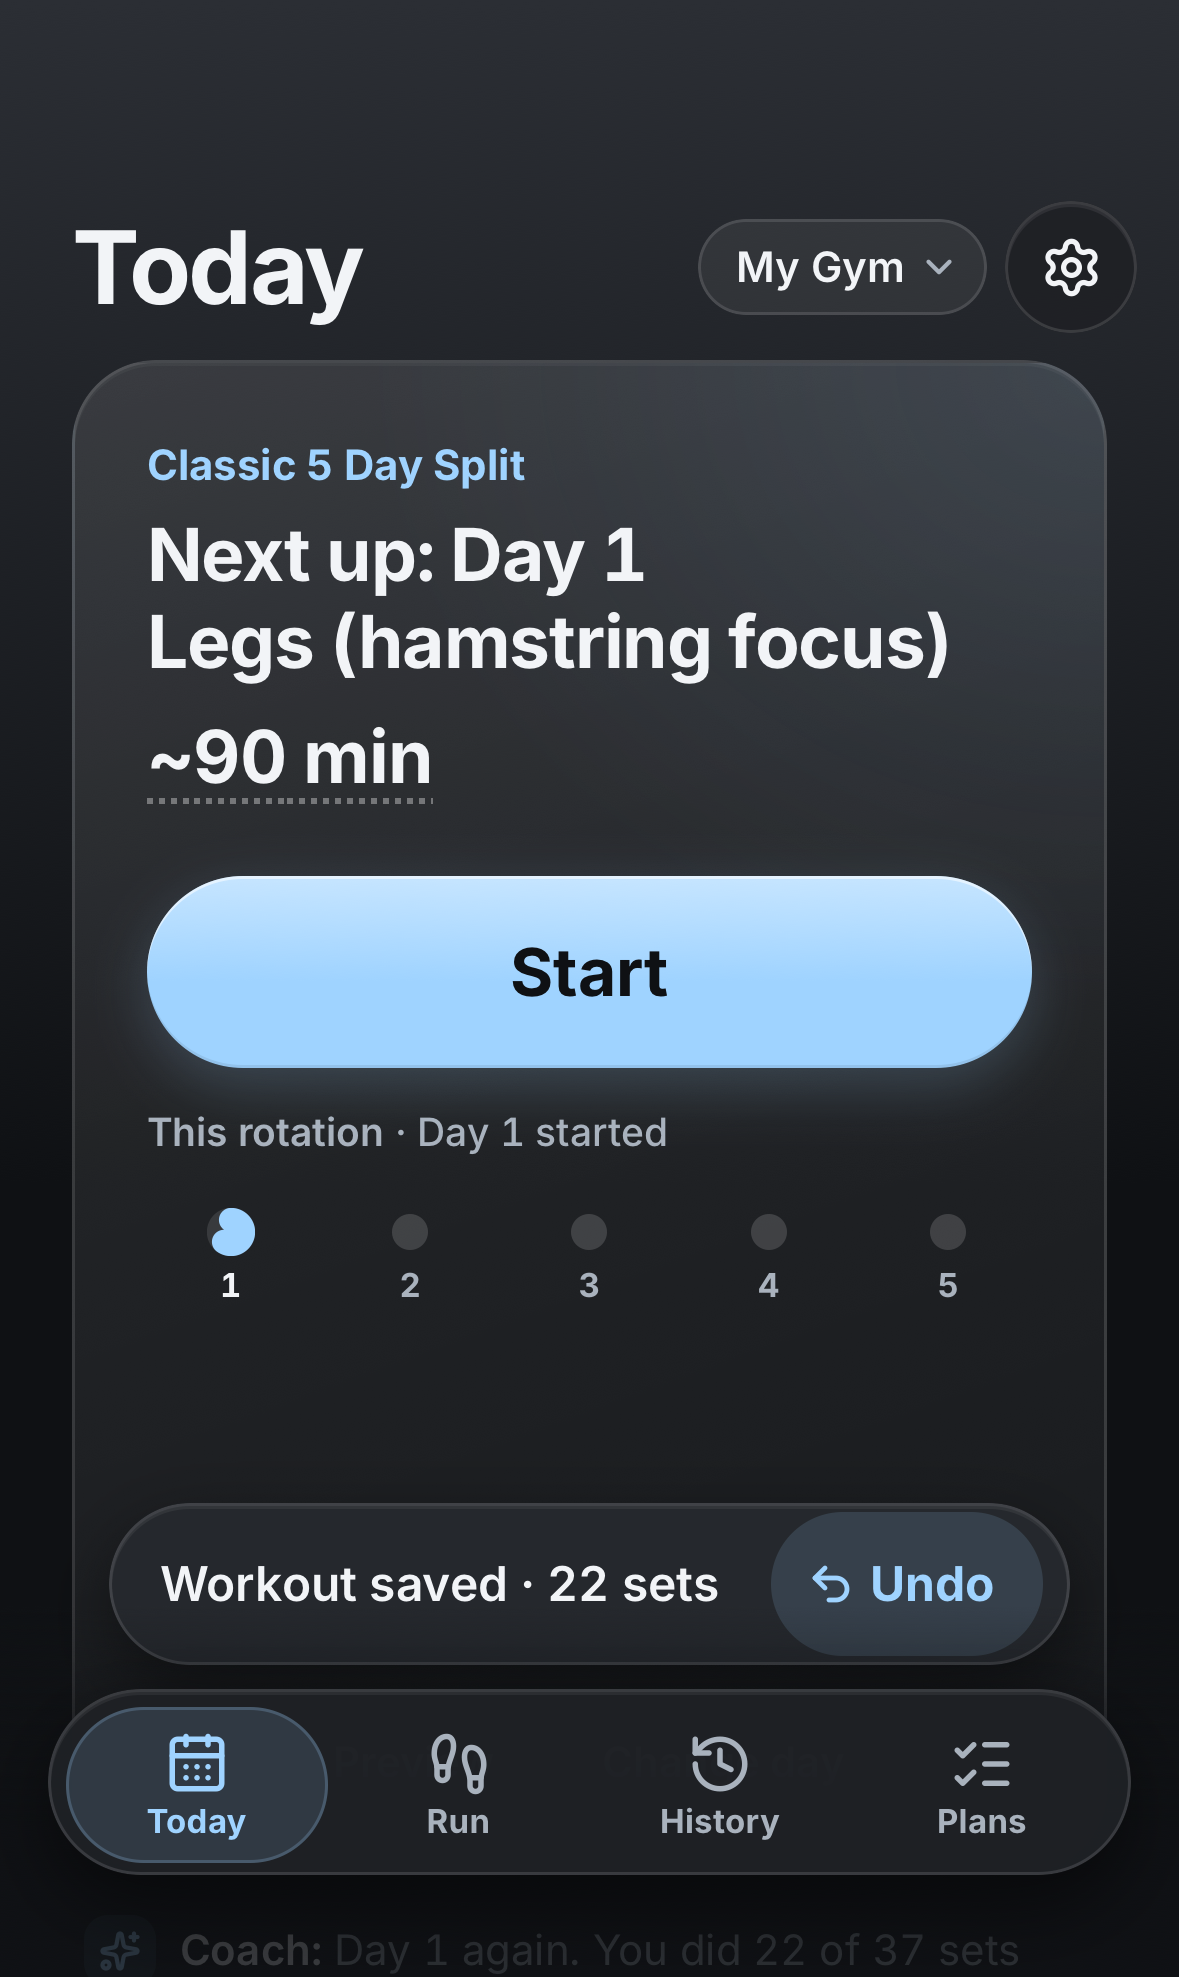 Today
My Gym
Classic 5 Day Split
Next up: Day 1
Legs (hamstring focus)
~90 min
Start
This rotation · Day 1 started
1 2 3 4 5
Workout saved · 22 sets
Undo
Today
Run
History
Plans
Coach: Day 1 again. You did 22 of 37 sets